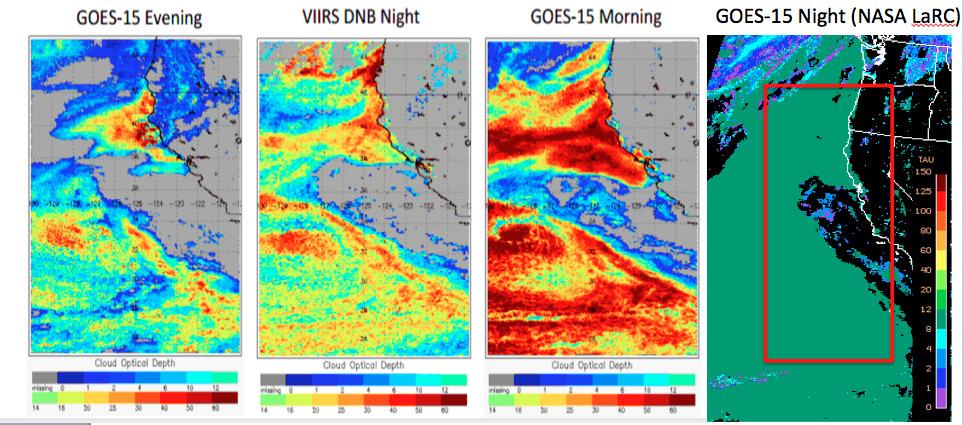 GOES-15 Evening
VIIRS DNB Night
GOES-15 Morning
GOES-15 Night (NASA LaRC)
TAU
150
125
100
80
60
40
20
12
8
4
2
1
0
Cloud Optical Depth
missing 0 1 2 4 6 10 12
14 16 20 25 30 40 50 60
Cloud Optical Depth
missing 0 1 2 4 6 10 12
14 16 20 25 30 40 50 60
Cloud Optical Depth
missing 0 1 2 4 6 10 12
14 16 20 25 30 40 50 60